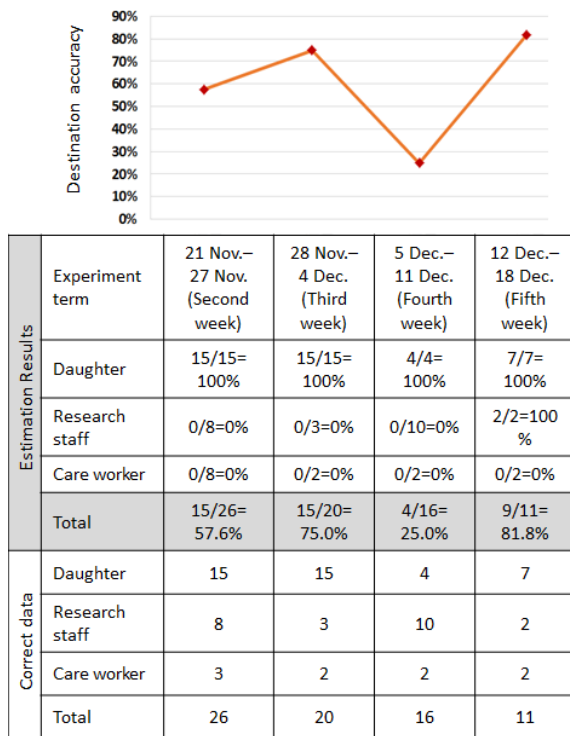 90%
80%
70%
60%
50%
40%
30%
20%
10%
0%
Destination accuracy
Estimation Results
Experiment term
21 Nov.–
27 Nov.
(Second
week)
28 Nov.–
4 Dec.
(Third
week)
5 Dec.–
11 Dec.
(Fourth
week)
12 Dec.–
18 Dec.
(Fifth
week)
Daughter
15/15=
100%
15/15=
100%
4/4=
100%
7/7=
100%
Research
staff
0/8=0%
0/3=0%
0/10=0%
2/2=100
%
Care worker
0/8=0%
0/2=0%
0/2=0%
0/2=0%
Total
15/26=
57.6%
15/20=
75.0%
4/16=
25.0%
9/11=
81.8%
Correct data
Daughter
15
15
4
7
Research
staff
8
3
10
2
Care worker
3
2
2
2
Total
26
20
16
11